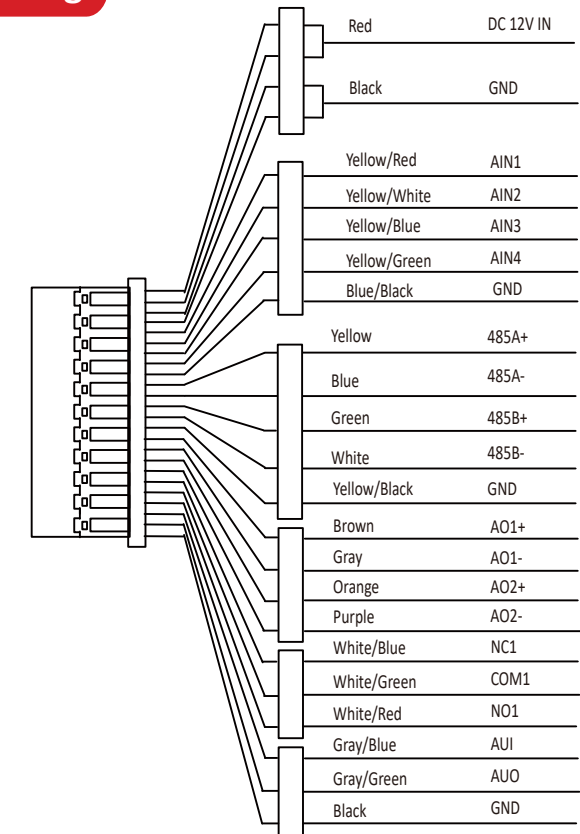 Red DC 12V IN
Black GND
Yellow/Red AIN1
Yellow/White AIN2
Yellow/Blue AIN3
Yellow/Green AIN4
Blue/Black GND
Yellow 485A+
Blue 485A-
Green 485B+
White 485B-
Yellow/Black GND
Brown AO1+
Gray AO1-
Orange AO2+
Purple AO2-
White/Blue NC1
White/Green COM1
White/Red NO1
Gray/Blue AUI
Gray/Green AUO
Black GND